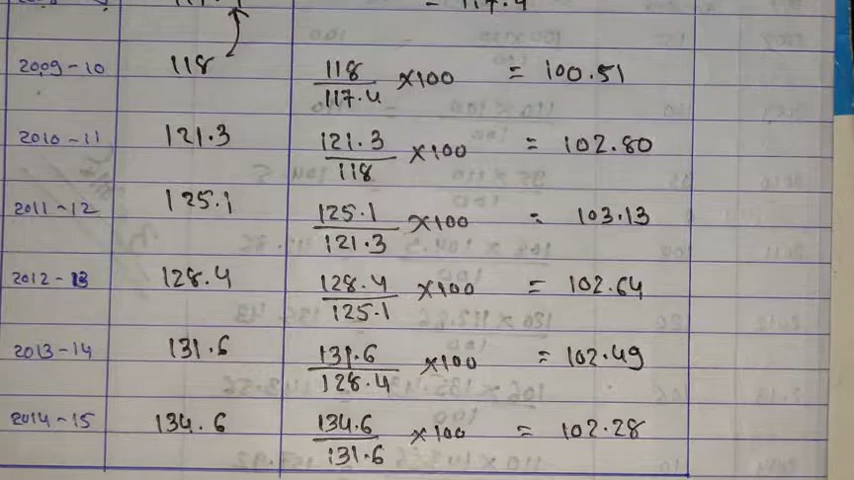 = 117.4
2009-10 118 118/117.4 ×100 = 100.51
2010-11 121.3 121.3/118 ×100 = 102.80
2011-12 125.1 125.1/121.3 ×100 = 103.13
2012-13 128.4 128.4/125.1 ×100 = 102.64
2013-14 131.6 131.6/128.4 ×100 = 102.49
2014-15 134.6 134.6/131.6 ×100 = 102.28